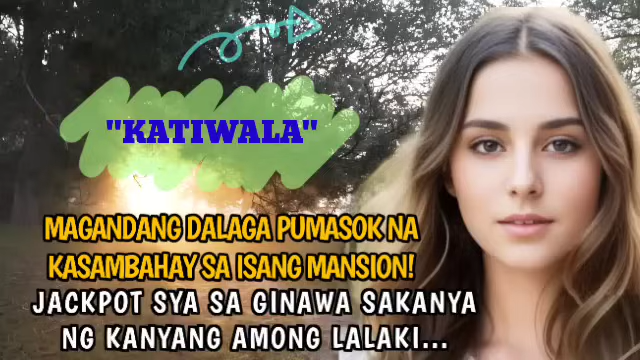 "KATIWALA"
MAGANDANG DALAGA PUMASOK NA
KASAMBAHAY SA ISANG MANSION!
JACKPOT SYA SA GINAWA SAKANYA
NG KANYANG AMONG LALAKI...